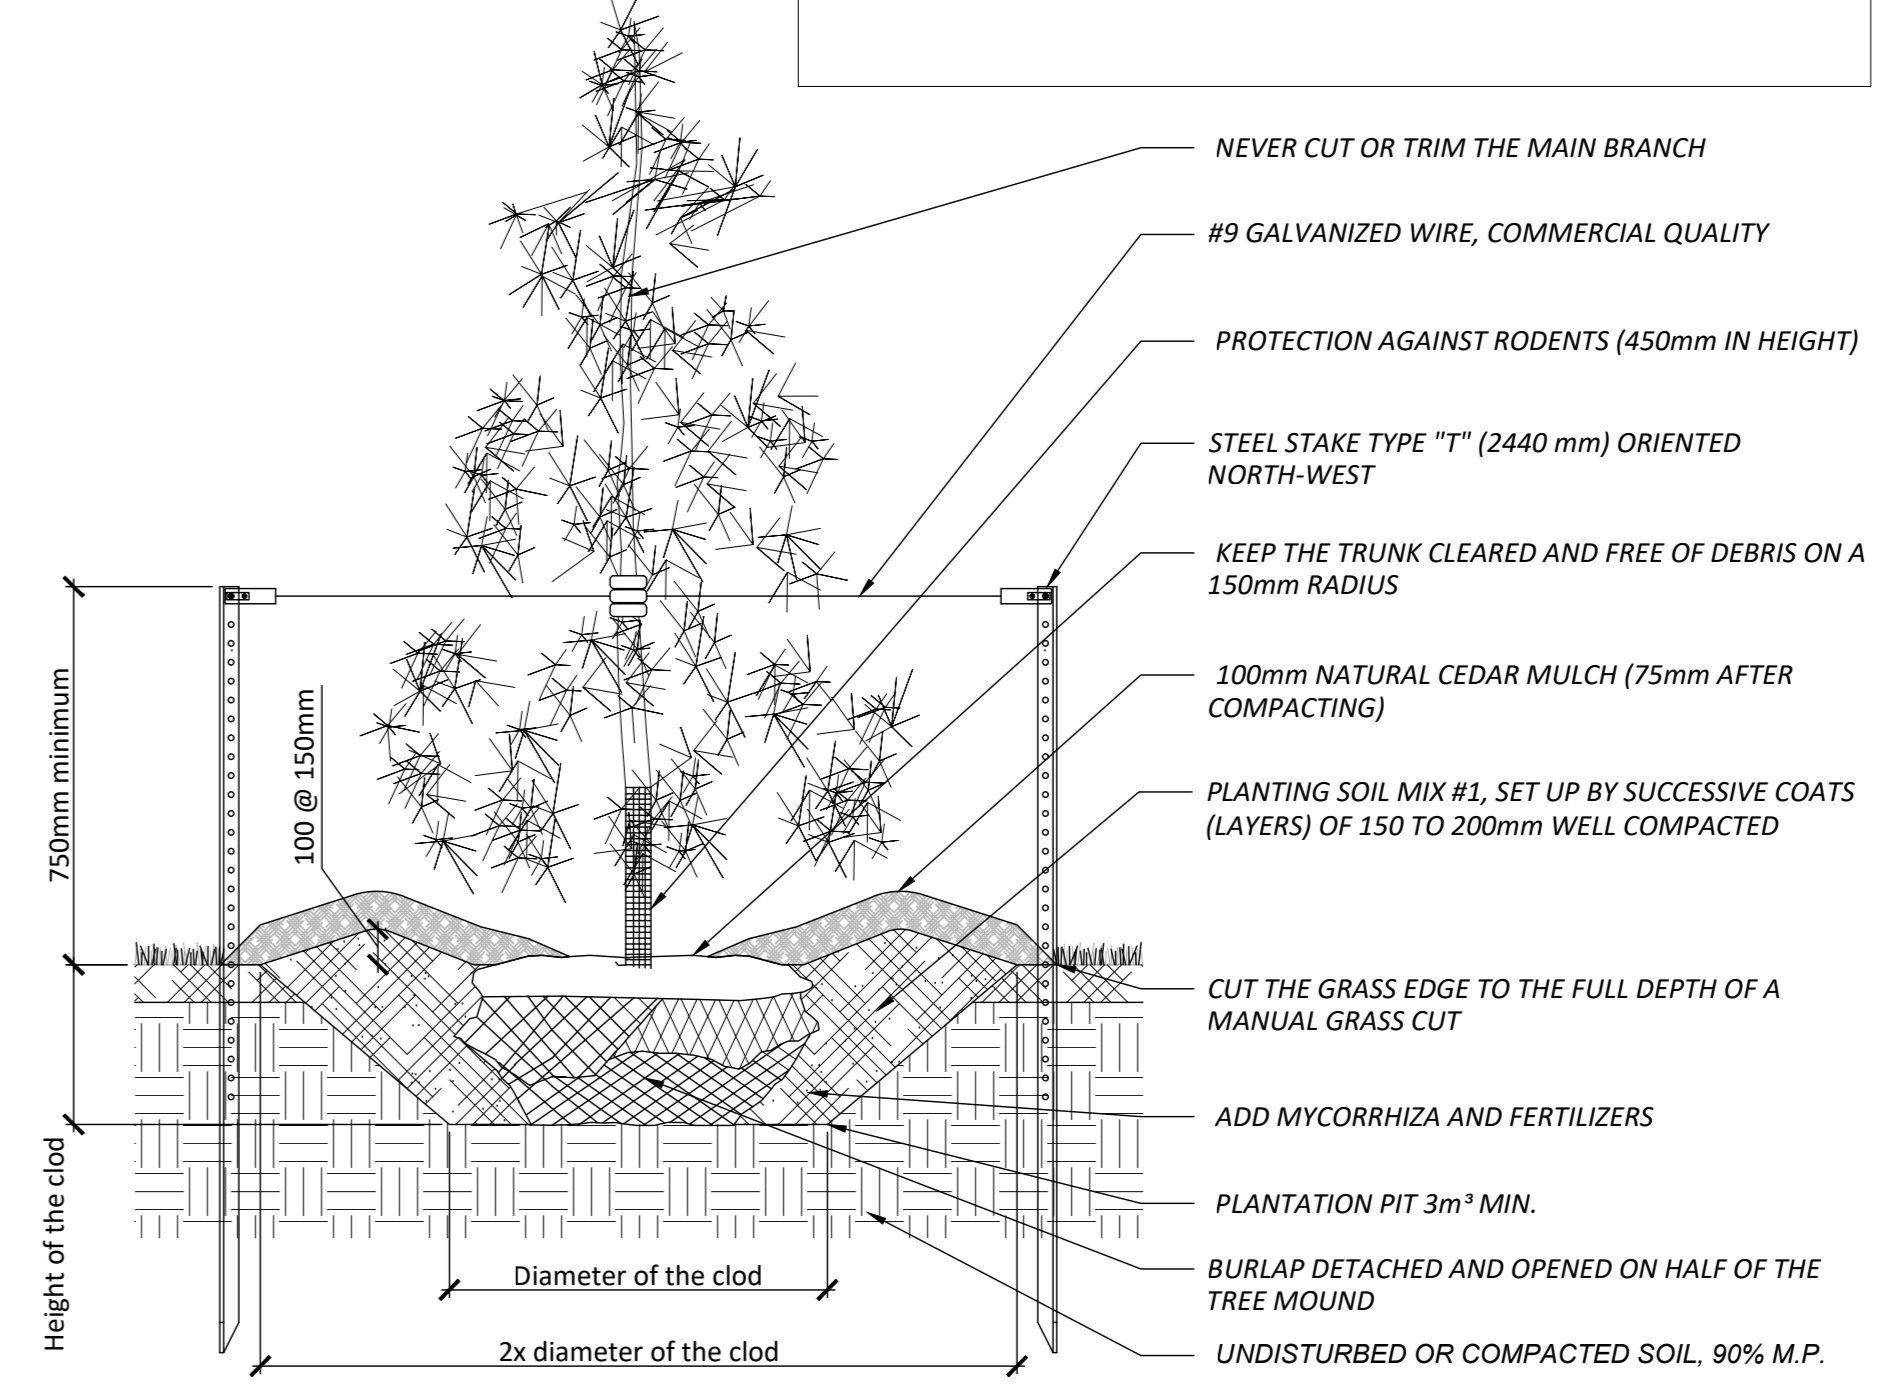 NEVER CUT OR TRIM THE MAIN BRANCH
#9 GALVANIZED WIRE, COMMERCIAL QUALITY
PROTECTION AGAINST RODENTS (450mm IN HEIGHT)
STEEL STAKE TYPE "T" (2440 mm) ORIENTED
NORTH-WEST
KEEP THE TRUNK CLEARED AND FREE OF DEBRIS ON A
150mm RADIUS
100mm NATURAL CEDAR MULCH (75mm AFTER
COMPACTING)
PLANTING SOIL MIX #1, SET UP BY SUCCESSIVE COATS
(LAYERS) OF 150 TO 200mm WELL COMPACTED
CUT THE GRASS EDGE TO THE FULL DEPTH OF A
MANUAL GRASS CUT
ADD MYCORRHIZA AND FERTILIZERS
PLANTATION PIT 3m³ MIN.
BURLAP DETACHED AND OPENED ON HALF OF THE
TREE MOUND
UNDISTURBED OR COMPACTED SOIL, 90% M.P.
750mm minimum
100 @ 150mm
Height of the clod
Diameter of the clod
2x diameter of the clod